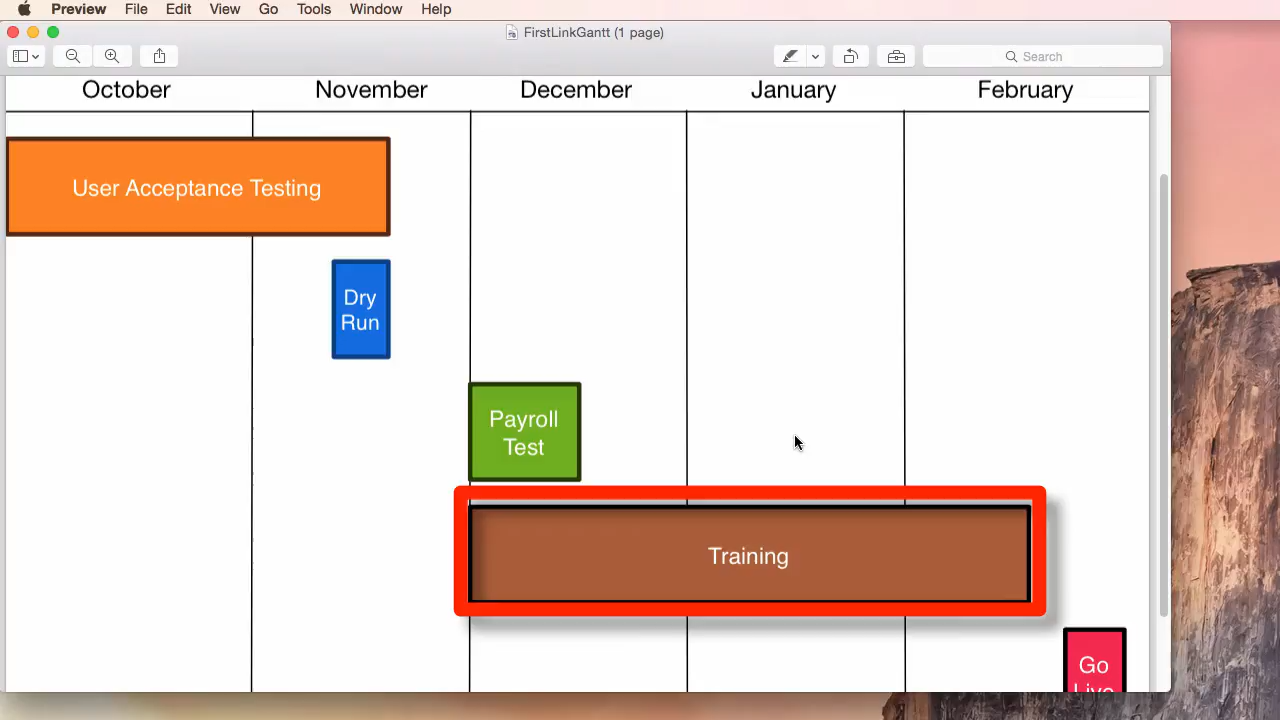 Preview File Edit View Go Tools Window Help
FirstLinkGantt (1 page)
Search
October November December January February
User Acceptance Testing
Dry
Run
Payroll
Test
Training
Go
Live